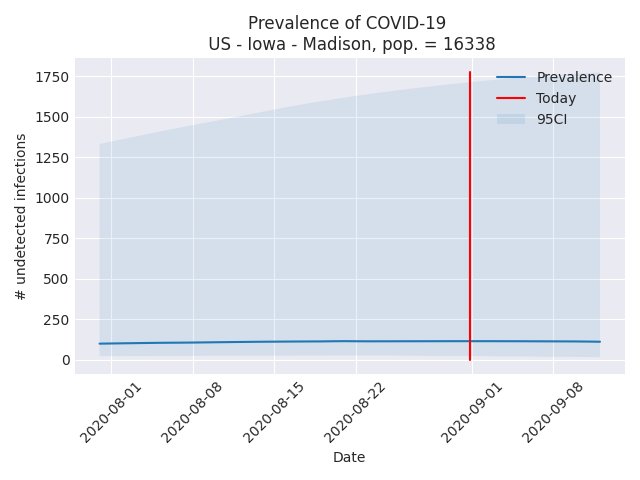 Prevalence of COVID-19
US - Iowa - Madison, pop. = 16338
Prevalence
Today
95CI
# undetected infections
1750
1500
1250
1000
750
500
250
0
2020-08-01
2020-08-08
2020-08-15
2020-08-22
2020-09-01
2020-09-08
Date